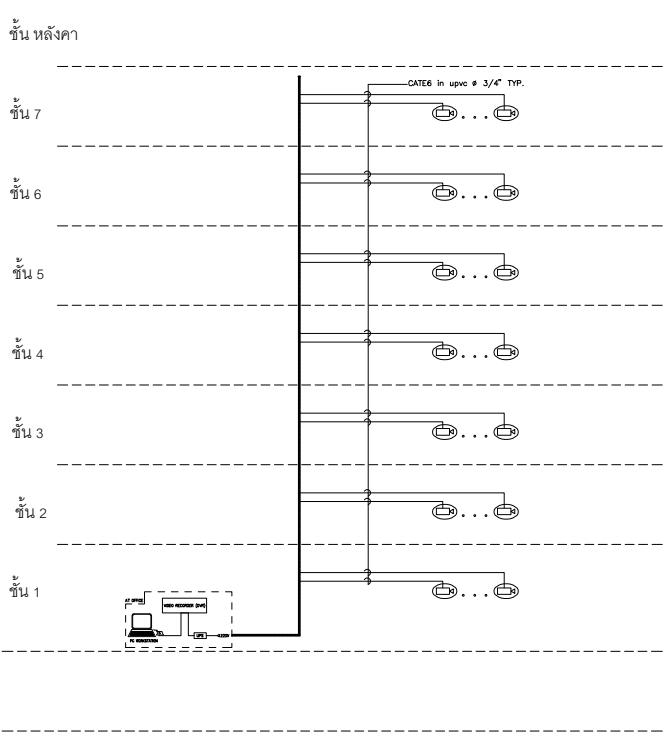 ชั้น หลังคา
CATE6 in upvc ø 3/4" TYP.
ชั้น 7
ชั้น 6
ชั้น 5
ชั้น 4
ชั้น 3
ชั้น 2
ชั้น 1
AT OFFICE
VIDEO RECORDER (DVR)
PC WORKSTATION
UPS